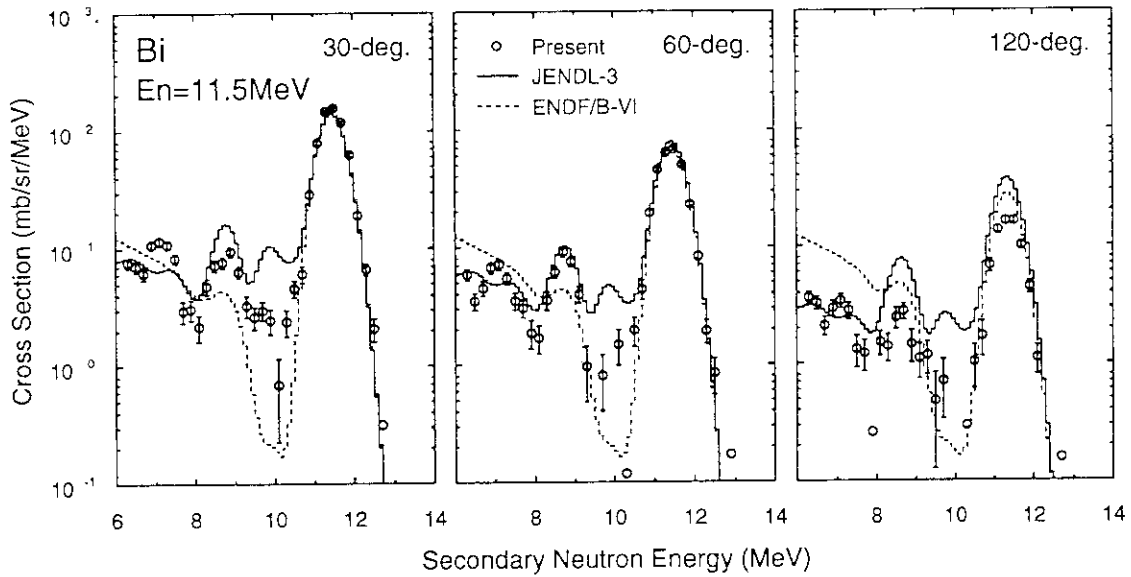 10 3
10 2
10 1
10 0
10 -1
Cross Section (mb/sr/MeV)
Bi
En=11.5MeV
30-deg.
Present
JENDL-3
ENDF/B-VI
60-deg.
120-deg.
6 8 10 12 14
8 10 12 14
8 10 12 14
Secondary Neutron Energy (MeV)